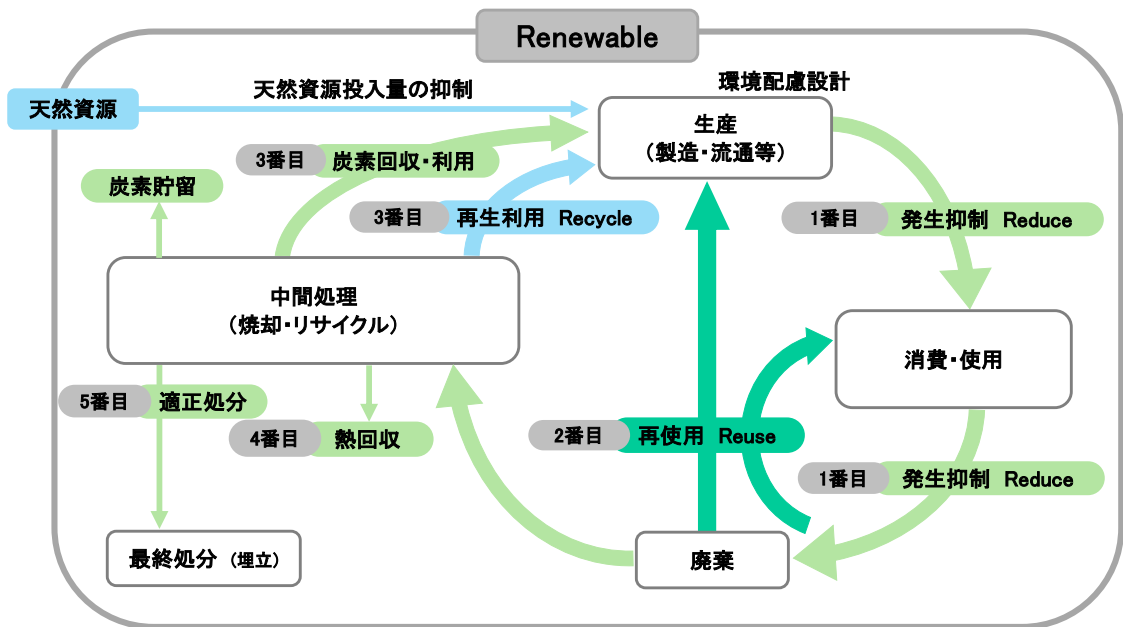 Renewable
天然資源
天然資源投入量の抑制
環境配慮設計
生産
（製造・流通等）
3番目
炭素回収・利用
炭素貯留
3番目
再生利用 Recycle
1番目
発生抑制 Reduce
中間処理
（焼却・リサイクル）
消費・使用
5番目
適正処分
4番目
熱回収
2番目
再使用 Reuse
1番目
発生抑制 Reduce
最終処分（埋立）
廃棄